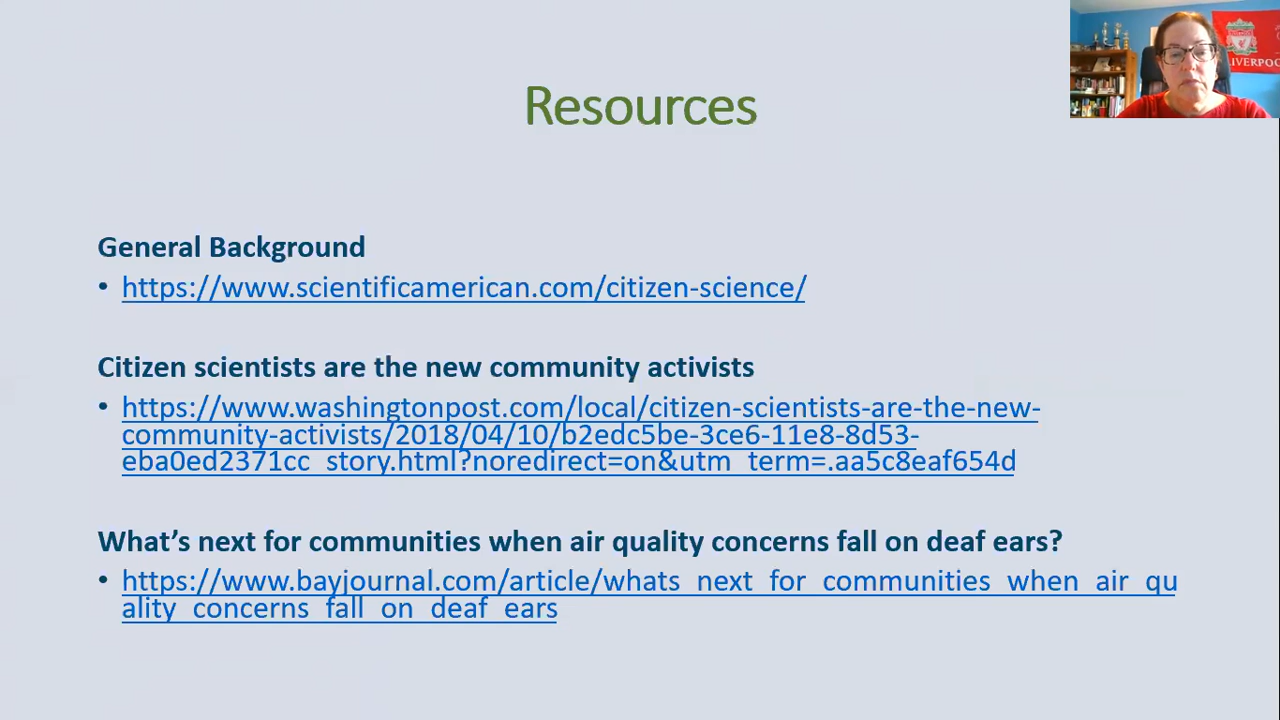 LIVERPOOL
Resources
General Background
• https://www.scientificamerican.com/citizen-science/
Citizen scientists are the new community activists
• https://www.washingtonpost.com/local/citizen-scientists-are-the-new-
community-activists/2018/04/10/b2edc5be-3ce6-11e8-8d53-
eba0ed2371cc_story.html?noredirect=on&utm_term=.aa5c8eaf654d
What’s next for communities when air quality concerns fall on deaf ears?
• https://www.bayjournal.com/article/whats_next_for_communities_when_air_qu
ality_concerns_fall_on_deaf_ears